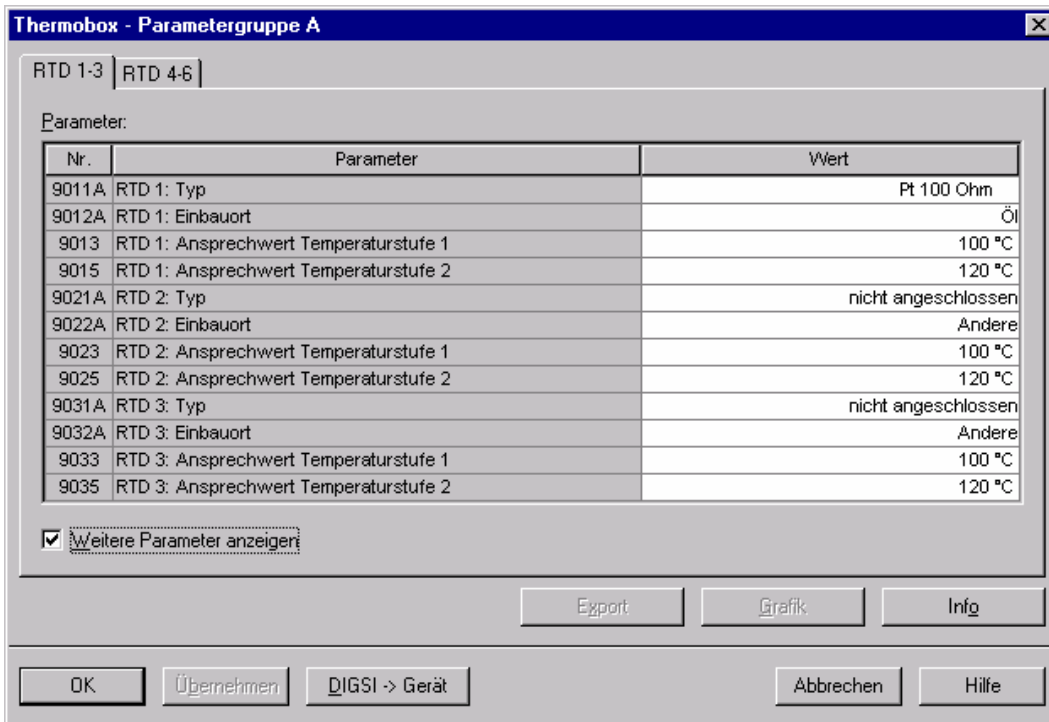 Thermobox - Parametergruppe A
RTD 1-3 RTD 4-6
Parameter:
Nr. Parameter Wert
9011A RTD 1: Typ Pt 100 Ohm
9012A RTD 1: Einbauort Öl
9013 RTD 1: Ansprechwert Temperaturstufe 1 100 °C
9015 RTD 1: Ansprechwert Temperaturstufe 2 120 °C
9021A RTD 2: Typ nicht angeschlossen
9022A RTD 2: Einbauort Andere
9023 RTD 2: Ansprechwert Temperaturstufe 1 100 °C
9025 RTD 2: Ansprechwert Temperaturstufe 2 120 °C
9031A RTD 3: Typ nicht angeschlossen
9032A RTD 3: Einbauort Andere
9033 RTD 3: Ansprechwert Temperaturstufe 1 100 °C
9035 RTD 3: Ansprechwert Temperaturstufe 2 120 °C
Weitere Parameter anzeigen
Export Grafik Info
OK Übernehmen DIGSI -> Gerät Abbrechen Hilfe